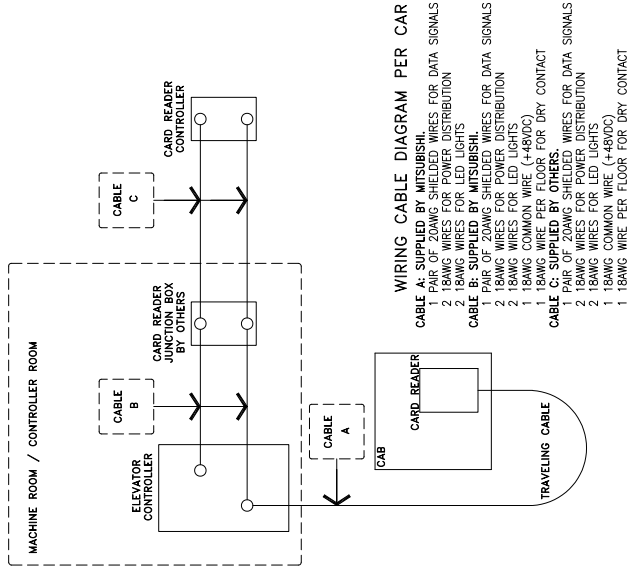 MACHINE ROOM / CONTROLLER ROOM
ELEVATOR
CONTROLLER
CABLE
B
CARD READER
JUNCTION BOX
BY OTHERS
CABLE
C
CARD READER
CONTROLLER
CABLE
A
CAB
CARD READER
TRAVELING CABLE
WIRING CABLE DIAGRAM PER CAR
CABLE A: SUPPLIED BY MITSUBISHI.
1 PAIR OF 20AWG SHIELDED WIRES FOR DATA SIGNALS
2 18AWG WIRES FOR POWER DISTRIBUTION
2 18AWG WIRES FOR LED LIGHTS
CABLE B: SUPPLIED BY MITSUBISHI.
1 PAIR OF 20AWG SHIELDED WIRES FOR DATA SIGNALS
2 18AWG WIRES FOR POWER DISTRIBUTION
2 18AWG WIRES FOR LED LIGHTS
1 18AWG COMMON WIRE (+48VDC)
1 18AWG WIRE PER FLOOR FOR DRY CONTACT
CABLE C: SUPPLIED BY OTHERS.
1 PAIR OF 20AWG SHIELDED WIRES FOR DATA SIGNALS
2 18AWG WIRES FOR POWER DISTRIBUTION
2 18AWG WIRES FOR LED LIGHTS
1 18AWG COMMON WIRE (+48VDC)
1 18AWG WIRE PER FLOOR FOR DRY CONTACT